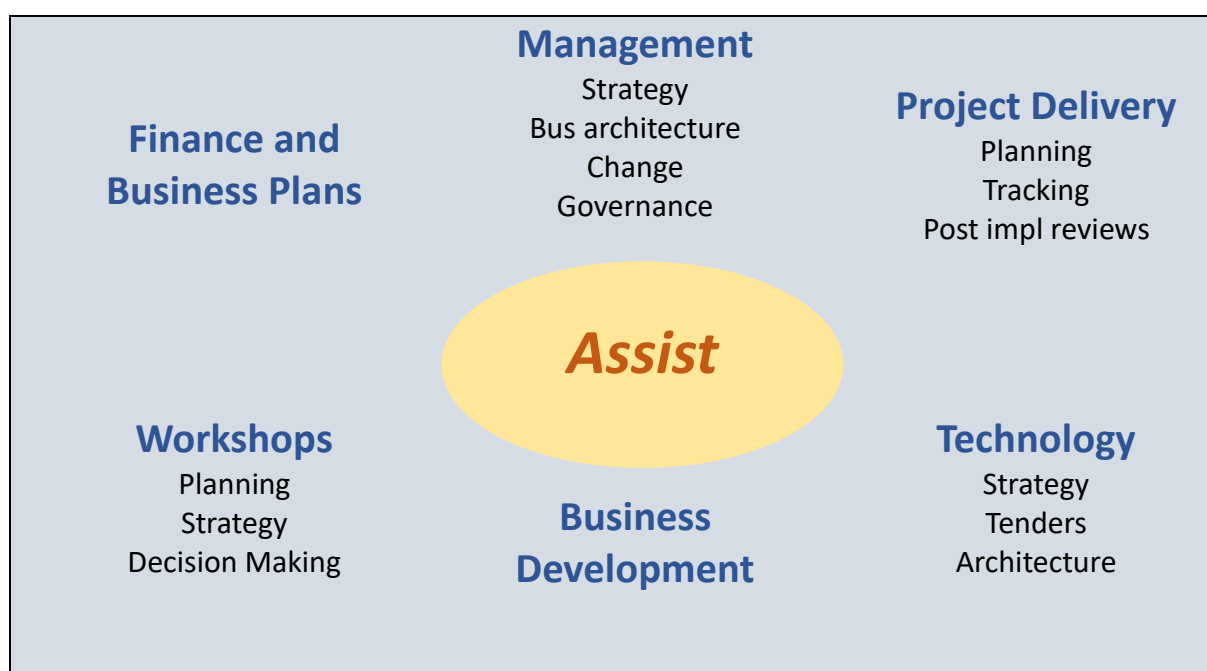 Management
Strategy
Bus architecture
Change
Governance
Project Delivery
Planning
Tracking
Post impl reviews
Finance and
Business Plans
Assist
Workshops
Planning
Strategy
Decision Making
Business
Development
Technology
Strategy
Tenders
Architecture